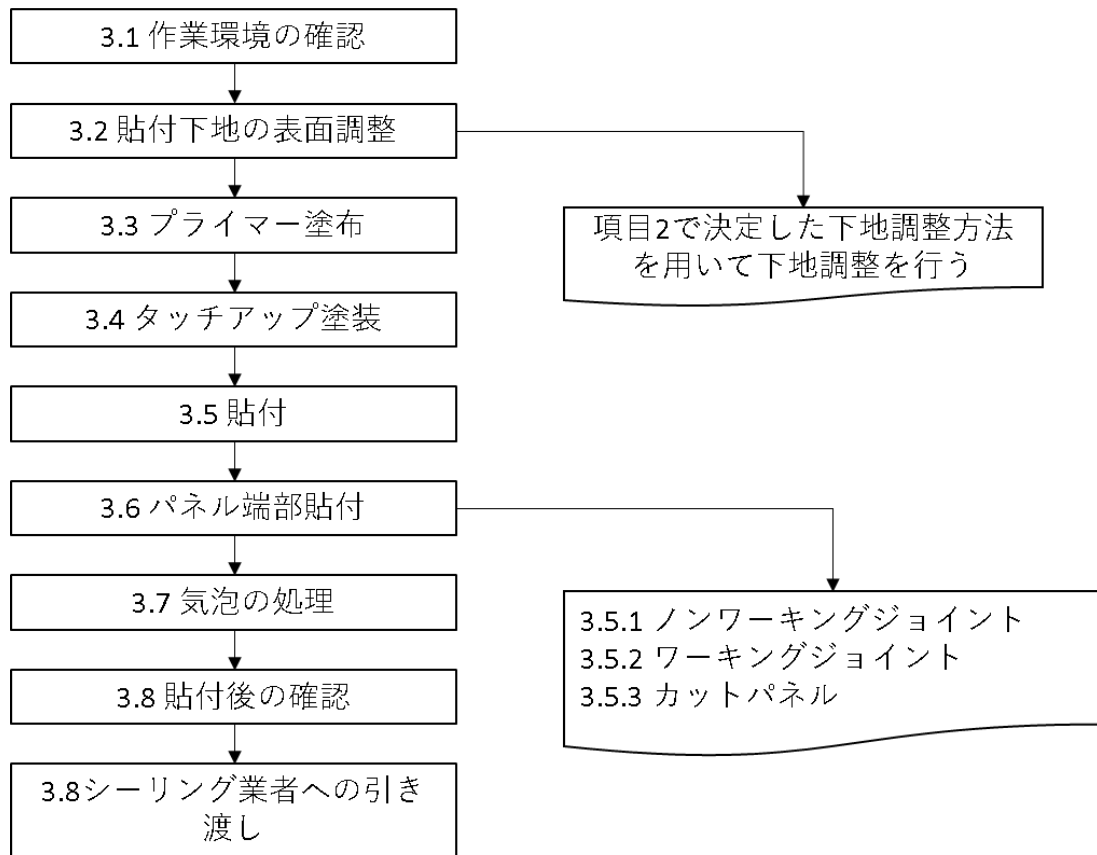 3.1 作業環境の確認
3.2 貼付下地の表面調整
3.3 プライマー塗布
項目2で決定した下地調整方法
を用いて下地調整を行う
3.4 タッチアップ塗装
3.5 貼付
3.6 パネル端部貼付
3.7 気泡の処理
3.5.1 ノンワーキングジョイント
3.5.2 ワーキングジョイント
3.5.3 カットパネル
3.8 貼付後の確認
3.8シーリング業者への引き
渡し